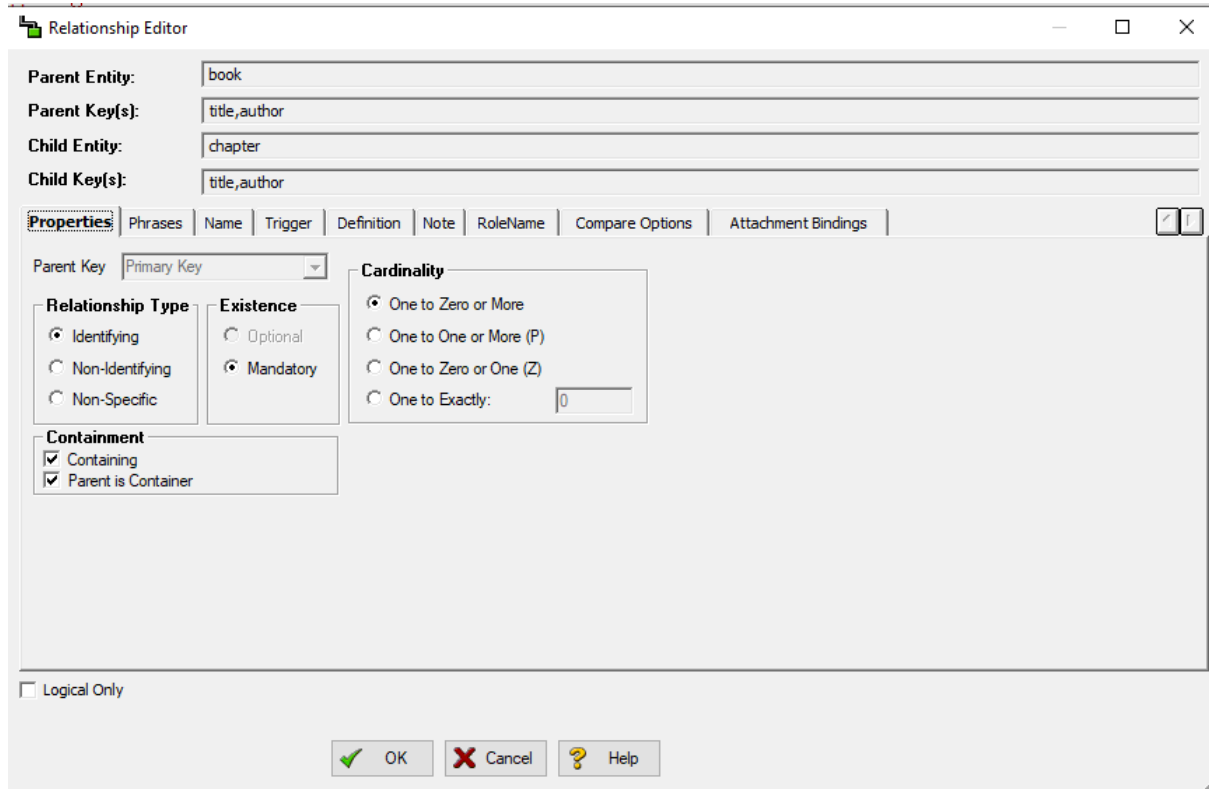 Relationship Editor
Parent Entity: book
Parent Key(s): title,author
Child Entity: chapter
Child Key(s): title,author
Properties Phrases Name Trigger Definition Note RoleName Compare Options Attachment Bindings
Parent Key Primary Key
Cardinality
One to Zero or More
One to One or More (P)
One to Zero or One (Z)
One to Exactly: 0
Relationship Type
Identifying
Non-Identifying
Non-Specific
Existence
Optional
Mandatory
Containment
Containing
Parent is Container
Logical Only
OK Cancel Help